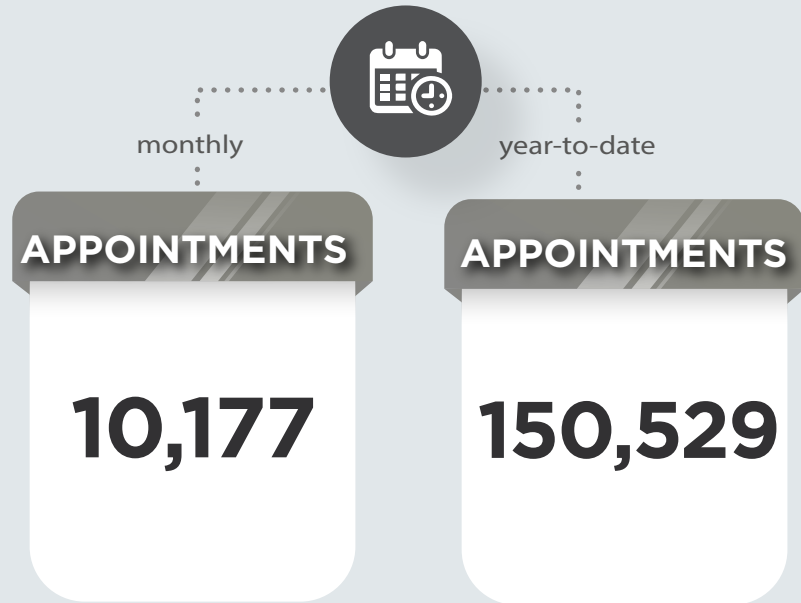 monthly
year-to-date
APPOINTMENTS
APPOINTMENTS
10,177
150,529